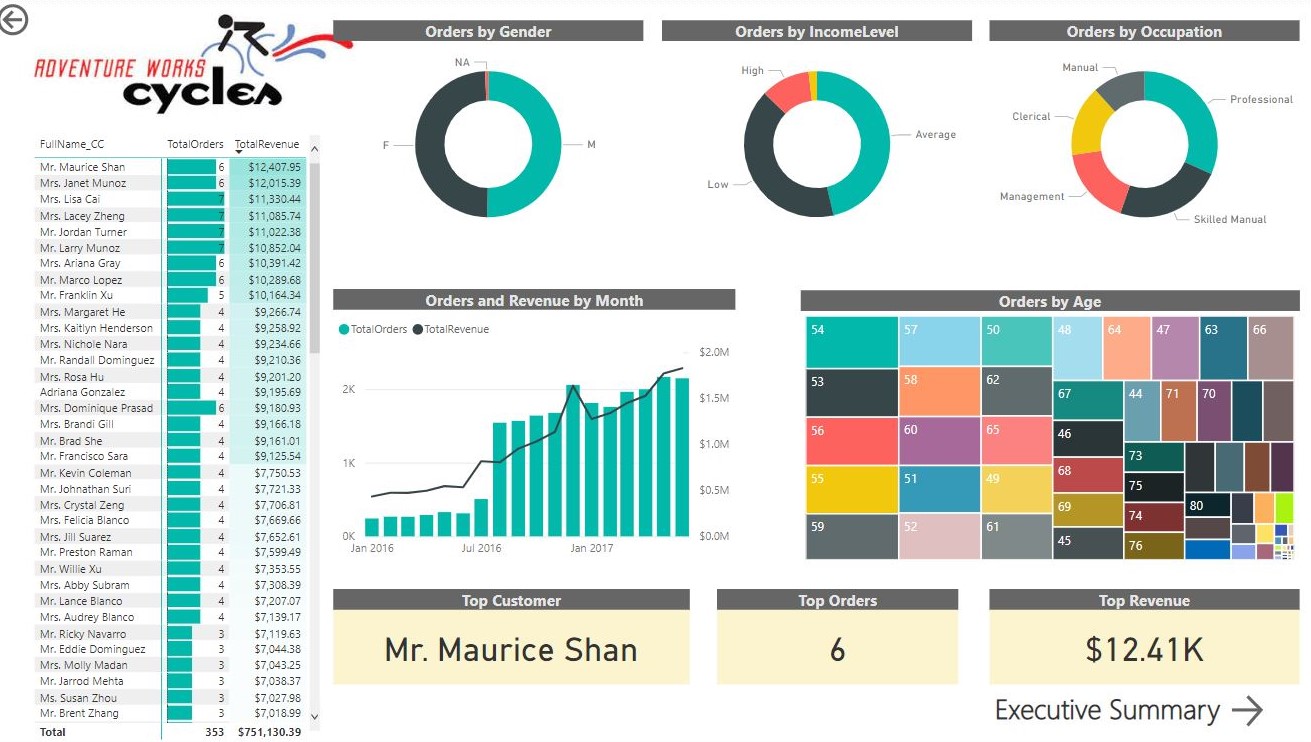 ADVENTURE WORKS
cycles
FullName_CC TotalOrders TotalRevenue
Mr. Maurice Shan 6 $12,407.95
Mrs. Janet Munoz 6 $12,015.39
Mrs. Lisa Cai 7 $11,330.44
Mrs. Lacey Zheng 7 $11,085.74
Mr. Jordan Turner 7 $11,022.38
Mr. Larry Munoz 7 $10,852.04
Mrs. Ariana Gray 6 $10,391.42
Mr. Marco Lopez 6 $10,289.68
Mr. Franklin Xu 5 $10,164.34
Mrs. Margaret He 4 $9,266.74
Mrs. Kaitlyn Henderson 4 $9,258.92
Mrs. Nichole Nara 4 $9,234.66
Mr. Randall Dominguez 4 $9,210.36
Mrs. Rosa Hu 4 $9,201.20
Adriana Gonzalez 4 $9,195.69
Mrs. Dominique Prasad 6 $9,180.93
Mrs. Brandi Gill 4 $9,166.18
Mr. Brad She 4 $9,161.01
Mr. Francisco Sara 4 $9,125.54
Mr. Kevin Coleman 4 $7,750.53
Mr. Johnathan Suri 4 $7,721.33
Mrs. Crystal Zeng 4 $7,706.81
Mrs. Felicia Blanco 4 $7,669.66
Mrs. Jill Suarez 4 $7,652.61
Mr. Preston Raman 4 $7,599.49
Mr. Willie Xu 4 $7,353.55
Mrs. Abby Subram 4 $7,308.39
Mr. Lance Blanco 4 $7,207.07
Mrs. Audrey Blanco 4 $7,139.17
Mr. Ricky Navarro 3 $7,119.63
Mr. Eddie Dominguez 3 $7,044.38
Mrs. Molly Madan 3 $7,043.25
Mr. Jarrod Mehta 3 $7,038.37
Ms. Susan Zhou 3 $7,027.98
Mr. Brent Zhang 3 $7,018.99
Total 353 $751,130.39
Orders by Gender
NA
F
M
Orders by IncomeLevel
High
Average
Low
Orders by Occupation
Manual
Professional
Clerical
Management
Skilled Manual
Orders and Revenue by Month
TotalOrders TotalRevenue
$2.0M
2K
$1.5M
$1.0M
1K
$0.5M
0K
$0.0M
Jan 2016 Jul 2016 Jan 2017
Orders by Age
54 57 50 48 64 47 63 66
53 58 62 67 44 71 70
56 60 65 46 73
55 51 49 68 75
59 52 61 69 74 80
45 76
Top Customer
Mr. Maurice Shan
Top Orders
6
Top Revenue
$12.41K
Executive Summary